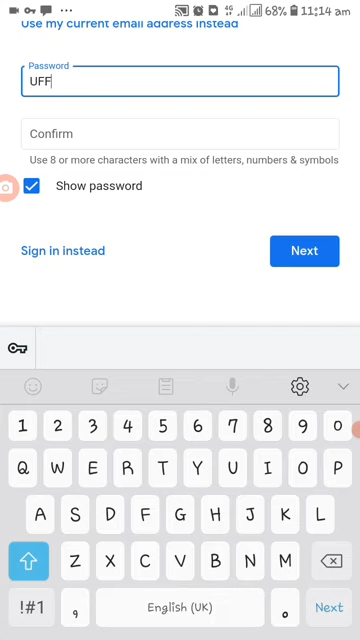 4G 68% 11:14 am
Use my current email address instead
Password
UFF
Confirm
Use 8 or more characters with a mix of letters, numbers & symbols
Show password
Sign in instead
Next
1 2 3 4 5 6 7 8 9 0
Q W E R T Y U I O P
A S D F G H J K L
Z X C V B N M
!#1 , English (UK) . Next